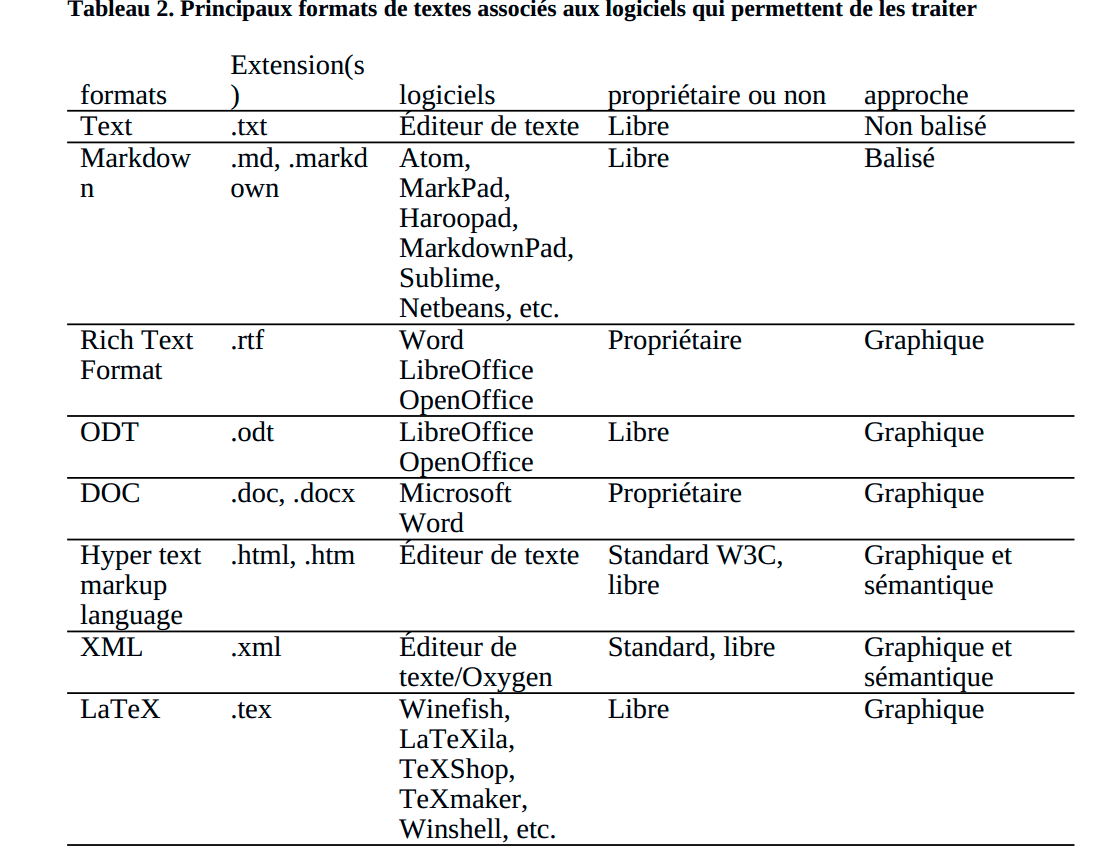 Tableau 2. Principaux formats de textes associés aux logiciels qui permettent de les traiter
formats Extension(s) logiciels propriétaire ou non approche
Text .txt Éditeur de texte Libre Non balisé
Markdow .md, .markd Atom, Libre Balisé
n own MarkPad,
Haroopad,
MarkdownPad,
Sublime,
Netbeans, etc.
Rich Text .rtf Word Propriétaire Graphique
Format LibreOffice
OpenOffice
ODT .odt LibreOffice Libre Graphique
OpenOffice
DOC .doc, .docx Microsoft Propriétaire Graphique
Word
Hyper text .html, .htm Éditeur de texte Standard W3C, Graphique et
markup libre sémantique
language
XML .xml Éditeur de Standard, libre Graphique et
texte/Oxygen sémantique
LaTeX .tex Winefish, Libre Graphique
LaTeXila,
TeXShop,
TeXmaker,
Winshell, etc.